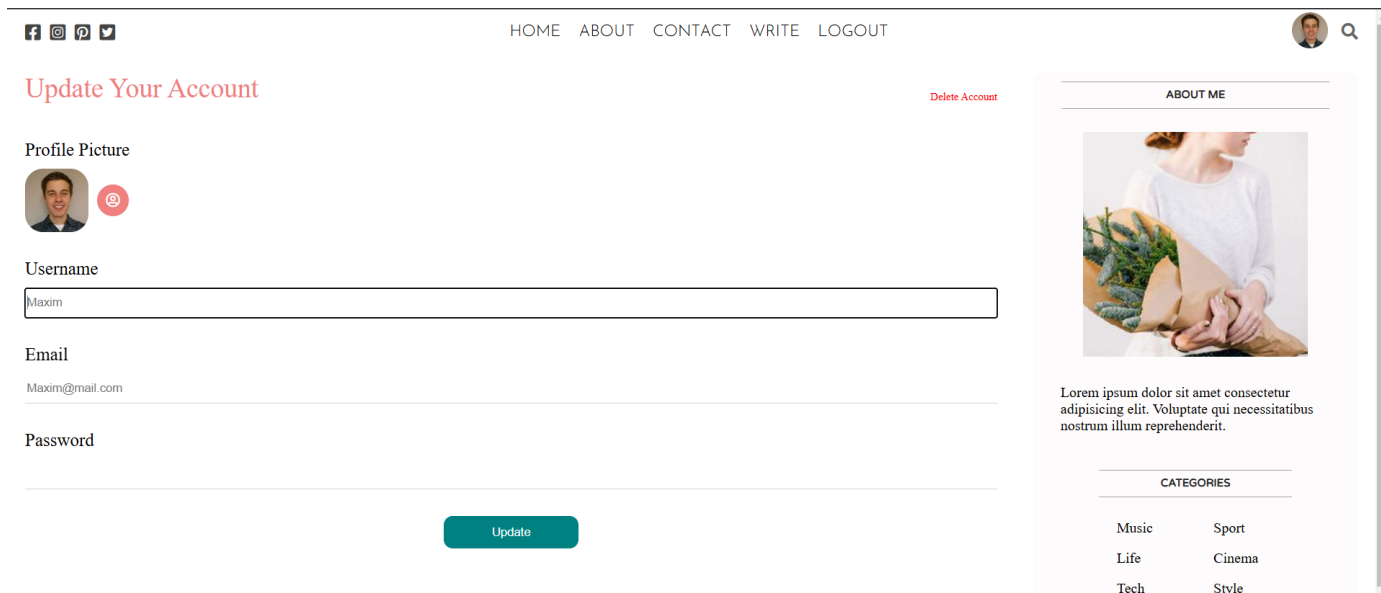 HOME ABOUT CONTACT WRITE LOGOUT
Update Your Account
Delete Account
Profile Picture
Username
Maxim
Email
Maxim@mail.com
Password
Update
ABOUT ME
Lorem ipsum dolor sit amet consectetur
adipisicing elit. Voluptate qui necessitatibus
nostrum illum reprehenderit.
CATEGORIES
Music Sport
Life Cinema
Tech Style